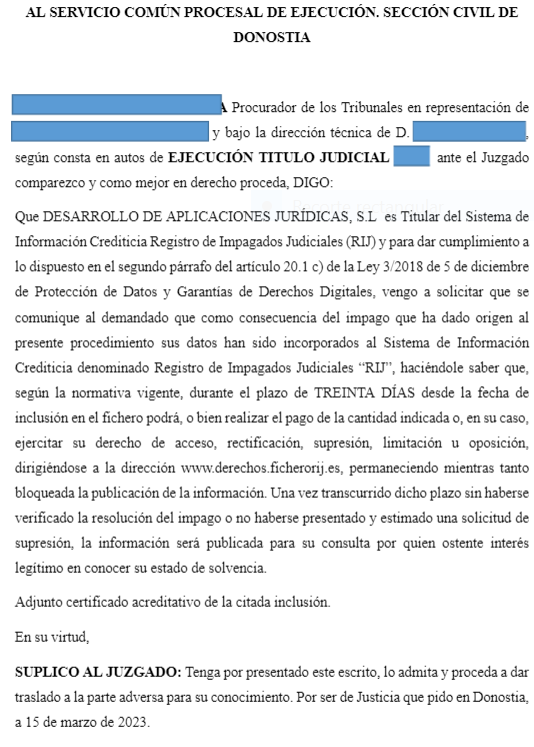 AL SERVICIO COMÚN PROCESAL DE EJECUCIÓN. SECCIÓN CIVIL DE
DONOSTIA
A Procurador de los Tribunales en representación de
y bajo la dirección técnica de D. ,
según consta en autos de EJECUCIÓN TITULO JUDICIAL ante el Juzgado
comparezco y como mejor en derecho proceda, DIGO:
Que DESARROLLO DE APLICACIONES JURÍDICAS, S.L es Titular del Sistema de
Información Crediticia Registro de Impagados Judiciales (RIJ) y para dar cumplimiento a
lo dispuesto en el segundo párrafo del artículo 20.1 c) de la Ley 3/2018 de 5 de diciembre
de Protección de Datos y Garantías de Derechos Digitales, vengo a solicitar que se
comunique al demandado que como consecuencia del impago que ha dado origen al
presente procedimiento sus datos han sido incorporados al Sistema de Información
Crediticia denominado Registro de Impagados Judiciales “RIJ”, haciéndole saber que,
según la normativa vigente, durante el plazo de TREINTA DÍAS desde la fecha de
inclusión en el fichero podrá, o bien realizar el pago de la cantidad indicada o, en su caso,
ejercitar su derecho de acceso, rectificación, supresión, limitación u oposición,
dirigiéndose a la dirección www.derechos.ficherorij.es, permaneciendo mientras tanto
bloqueada la publicación de la información. Una vez transcurrido dicho plazo sin haberse
verificado la resolución del impago o no haberse presentado y estimado una solicitud de
supresión, la información será publicada para su consulta por quien ostente interés
legítimo en conocer su estado de solvencia.
Adjunto certificado acreditativo de la citada inclusión.
En su virtud,
SUPLICO AL JUZGADO: Tenga por presentado este escrito, lo admita y proceda a dar
traslado a la parte adversa para su conocimiento. Por ser de Justicia que pido en Donostia,
a 15 de marzo de 2023.